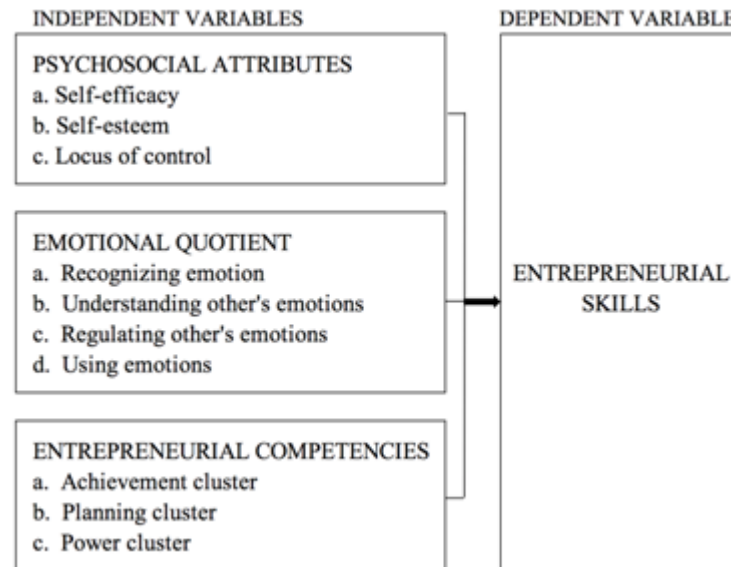 INDEPENDENT VARIABLES
PSYCHOSOCIAL ATTRIBUTES
a. Self-efficacy
b. Self-esteem
c. Locus of control
EMOTIONAL QUOTIENT
a. Recognizing emotion
b. Understanding other's emotions
c. Regulating other's emotions
d. Using emotions
ENTREPRENEURIAL COMPETENCIES
a. Achievement cluster
b. Planning cluster
c. Power cluster
DEPENDENT VARIABLE
ENTREPRENEURIAL
SKILLS